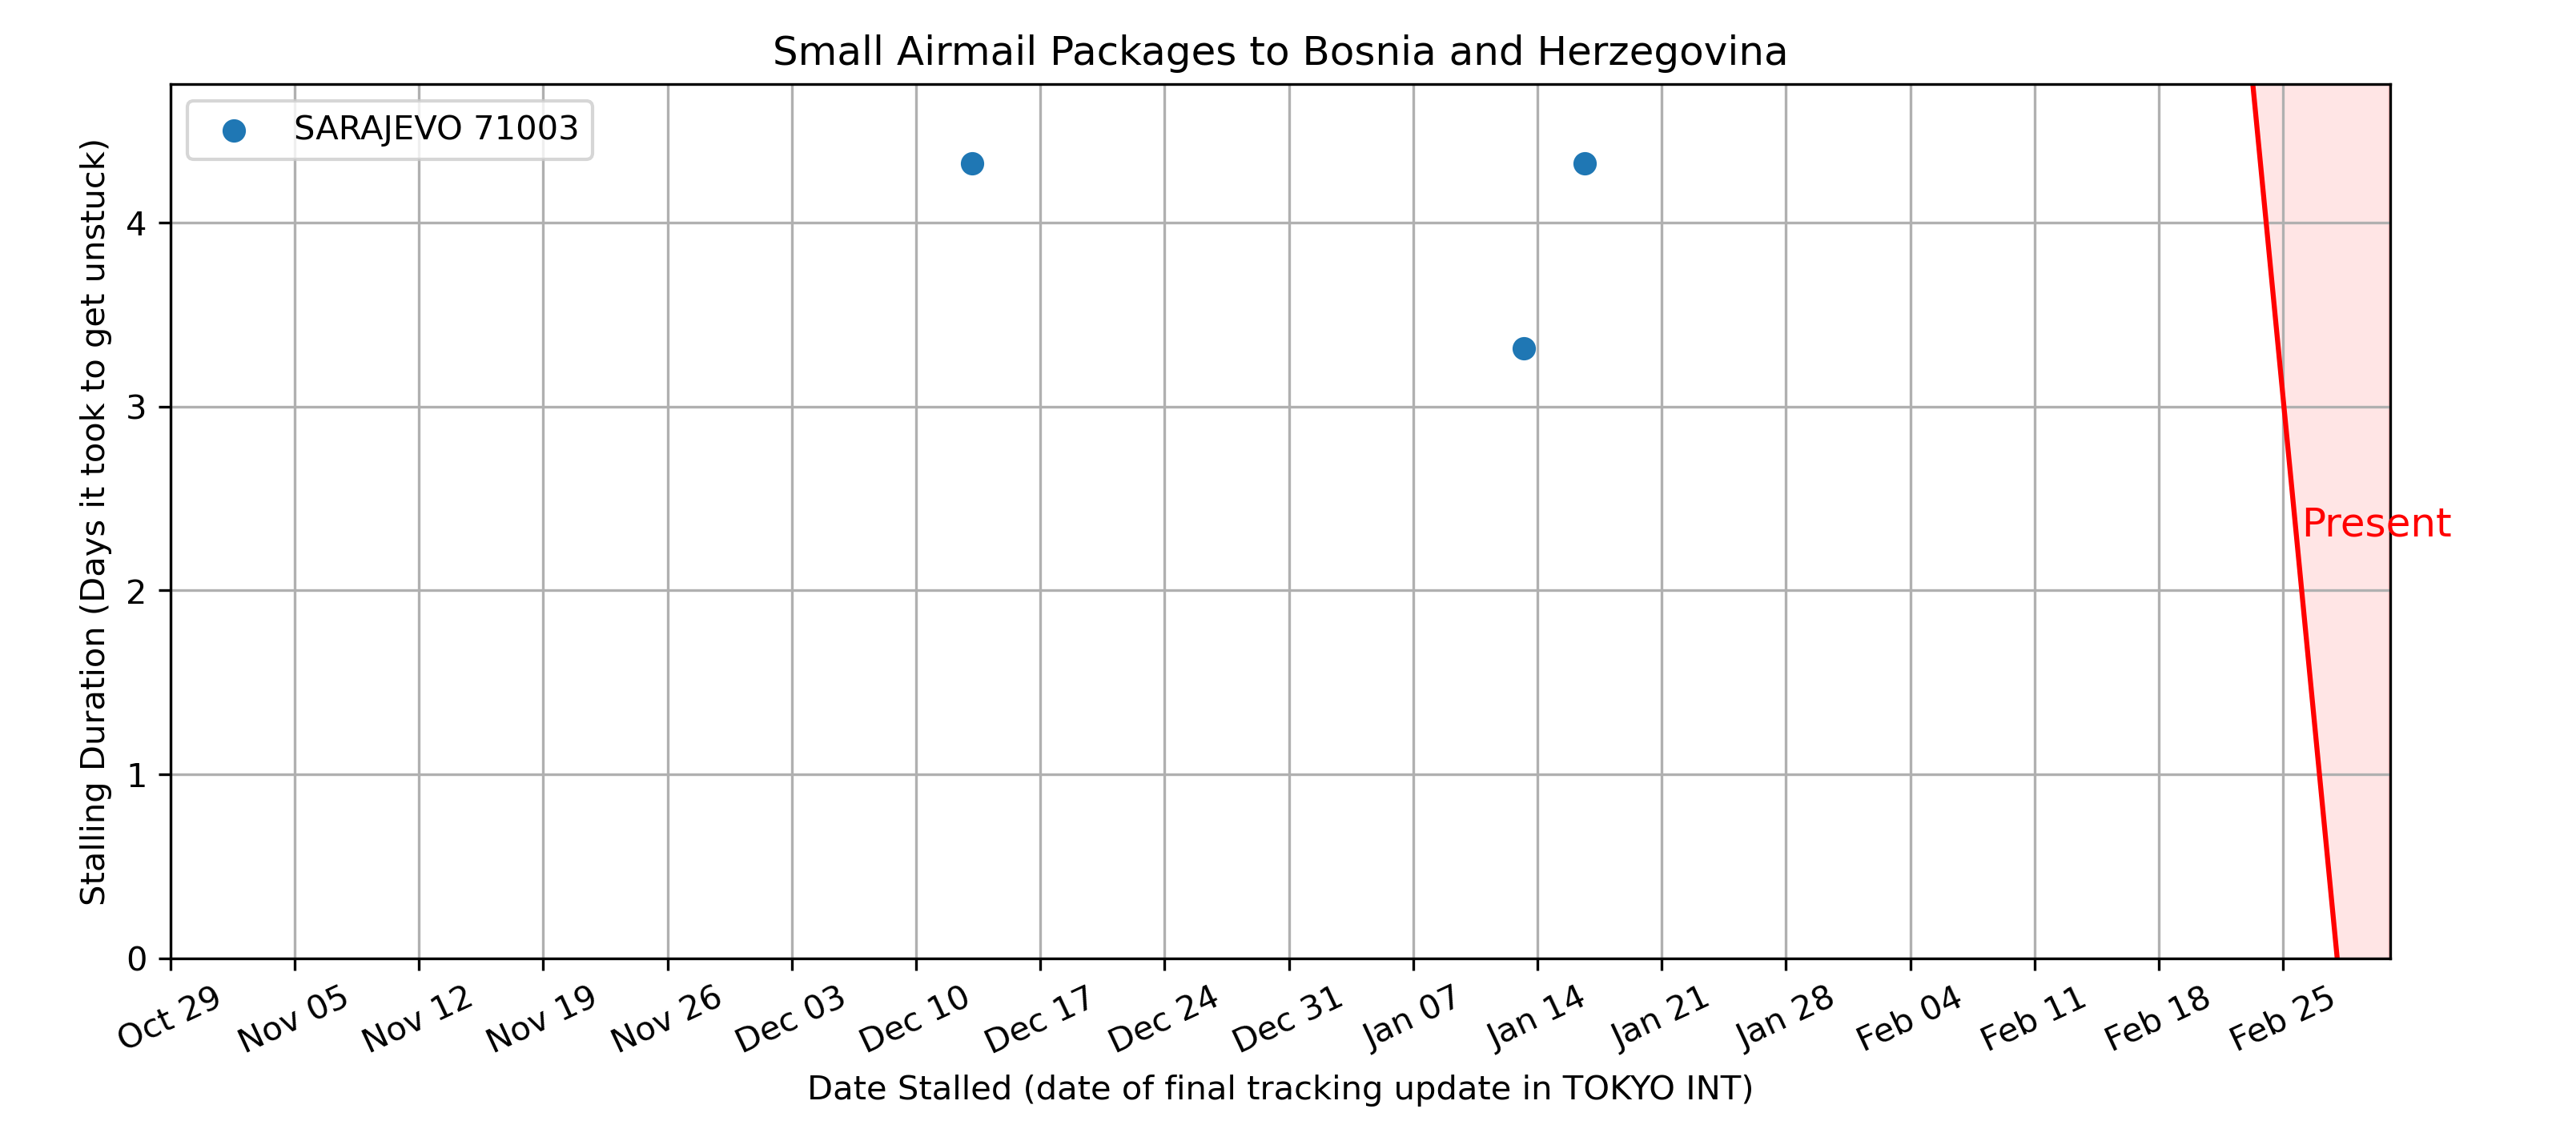 Small Airmail Packages to Bosnia and Herzegovina
SARAJEVO 71003
Stalling Duration (Days it took to get unstuck)
4
3
2
1
0
Present
Oct 29 Nov 05 Nov 12 Nov 19 Nov 26 Dec 03 Dec 10 Dec 17 Dec 24 Dec 31 Jan 07 Jan 14 Jan 21 Jan 28 Feb 04 Feb 11 Feb 18 Feb 25
Date Stalled (date of final tracking update in TOKYO INT)